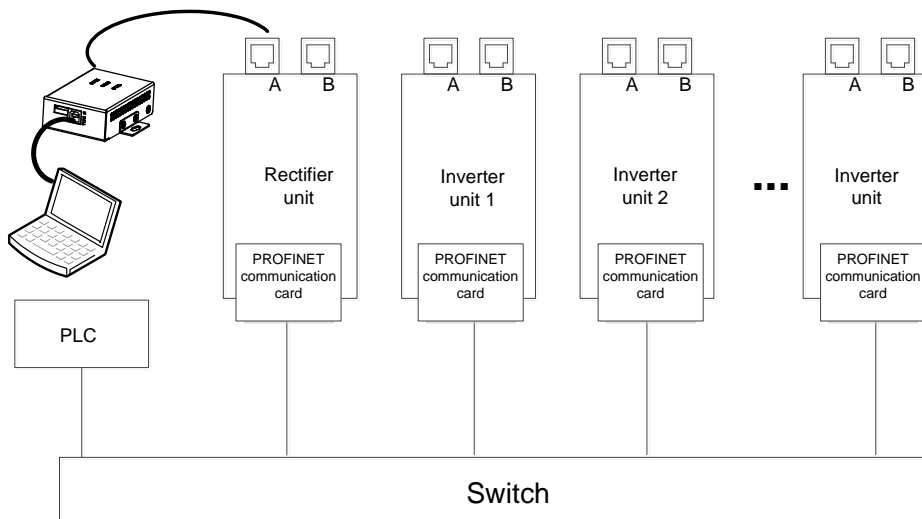 A
B
A
B
A
B
A
B
Rectifier
unit
Inverter
unit 1
Inverter
unit 2
...
Inverter
unit
PROFINET
communication
card
PROFINET
communication
card
PROFINET
communication
card
PROFINET
communication
card
PLC
Switch